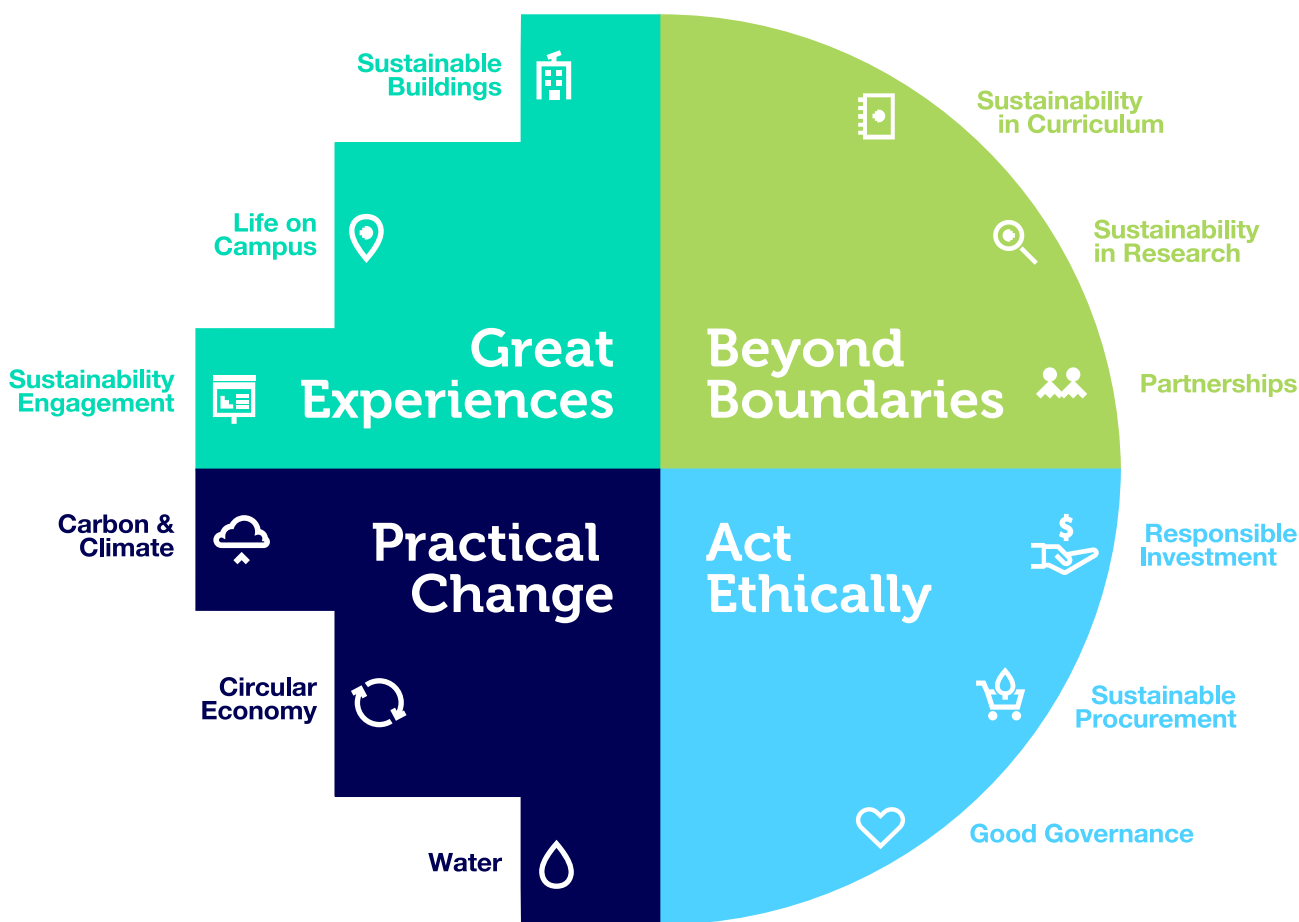 Sustainable
Buildings
Life on
Campus
Sustainability
Engagement
Great
Experiences
Sustainability
in Curriculum
Sustainability
in Research
Partnerships
Beyond
Boundaries
Carbon &
Climate
Circular
Economy
Water
Practical
Change
Act
Ethically
$
Responsible
Investment
Sustainable
Procurement
Good Governance